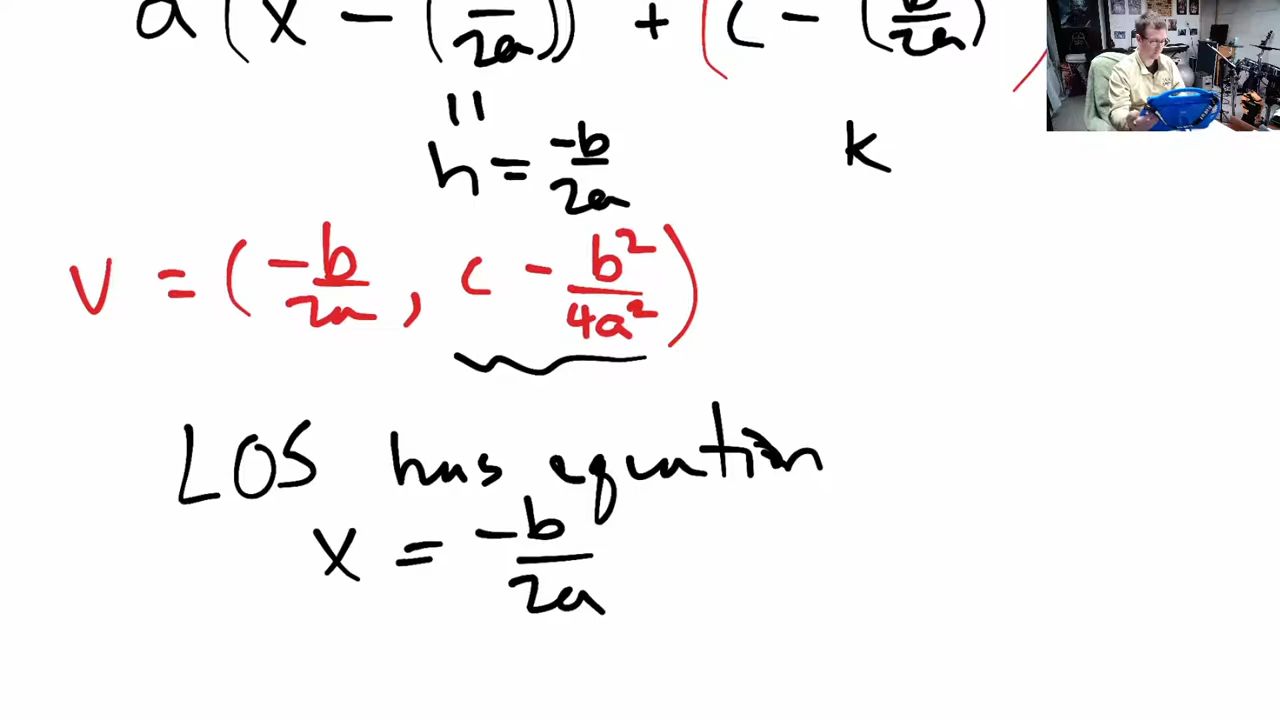 a(x - (-b/2a)) + (c - (b/2a)
||
h = -b/2a
k
V = (-b/2a, c - b²/4a²)
LOS has equation
x = -b/2a